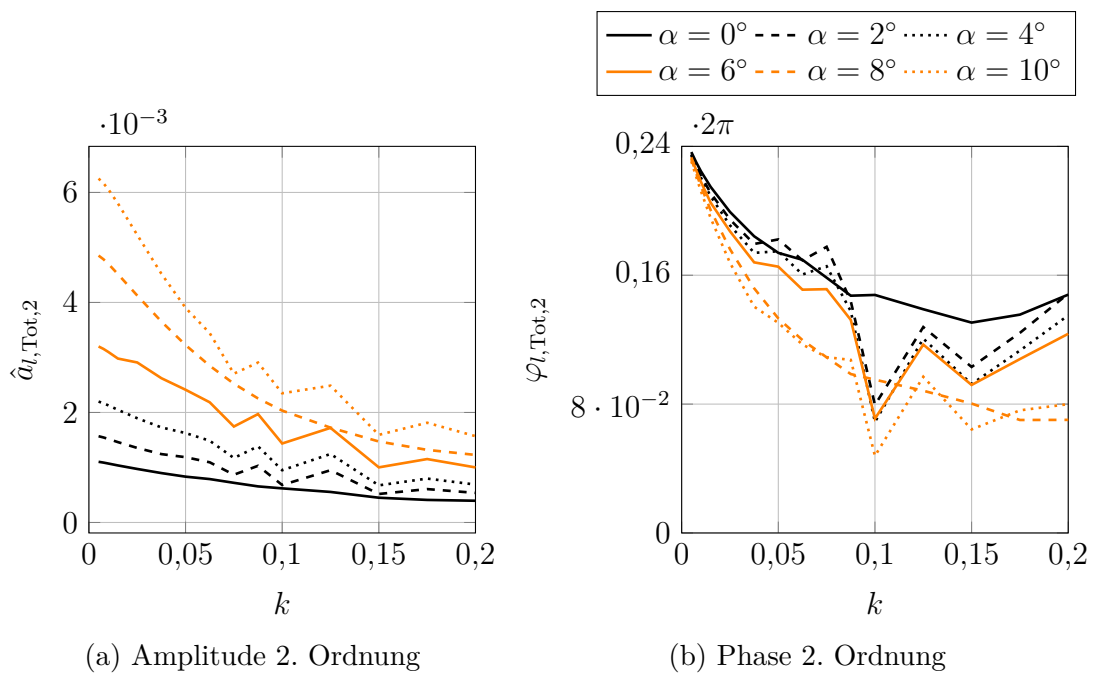 α = 0° α = 2° α = 4°
α = 6° α = 8° α = 10°
·10⁻³
6
4
2
0
0 0,05 0,1 0,15 0,2
k
â_{l,Tot,2}
(a) Amplitude 2. Ordnung
·2π
0,24
0,16
8 · 10⁻²
0
0 0,05 0,1 0,15 0,2
k
φ_{l,Tot,2}
(b) Phase 2. Ordnung